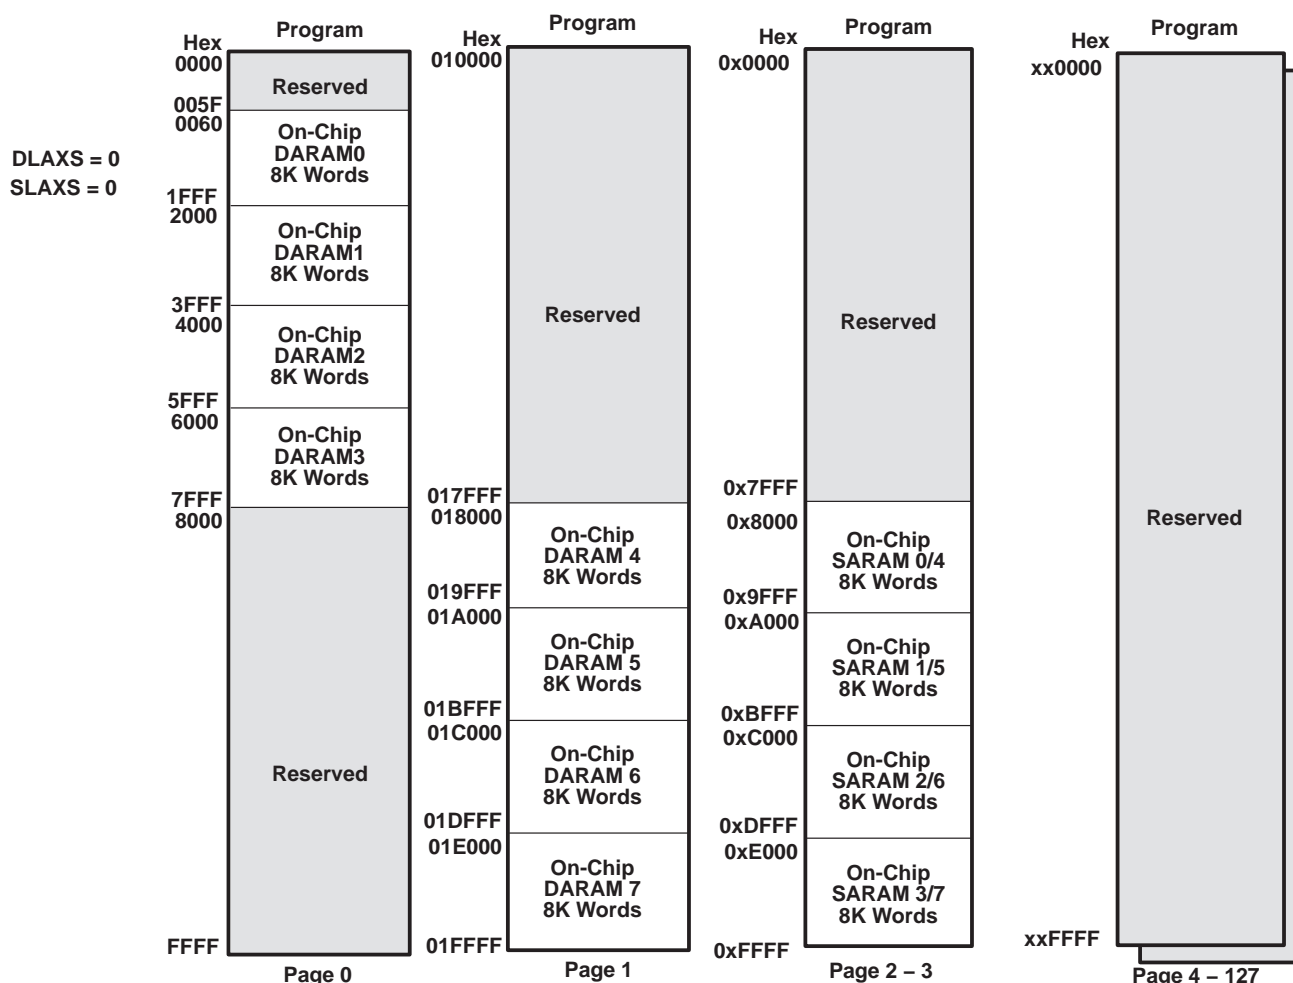 DLAXS = 0
SLAXS = 0
Program
Hex
0000
Reserved
005F
0060
On-Chip
DARAM0
8K Words
1FFF
2000
On-Chip
DARAM1
8K Words
3FFF
4000
On-Chip
DARAM2
8K Words
5FFF
6000
On-Chip
DARAM3
8K Words
7FFF
8000
Reserved
FFFF
Page 0
Program
Hex
010000
Reserved
017FFF
018000
On-Chip
DARAM 4
8K Words
019FFF
01A000
On-Chip
DARAM 5
8K Words
01BFFF
01C000
On-Chip
DARAM 6
8K Words
01DFFF
01E000
On-Chip
DARAM 7
8K Words
01FFFF
Page 1
Program
Hex
0x0000
Reserved
0x7FFF
0x8000
On-Chip
SARAM 0/4
8K Words
0x9FFF
0xA000
On-Chip
SARAM 1/5
8K Words
0xBFFF
0xC000
On-Chip
SARAM 2/6
8K Words
0xDFFF
0xE000
On-Chip
SARAM 3/7
8K Words
0xFFFF
Page 2 – 3
Program
Hex
xx0000
Reserved
xxFFFF
Page 4 – 127